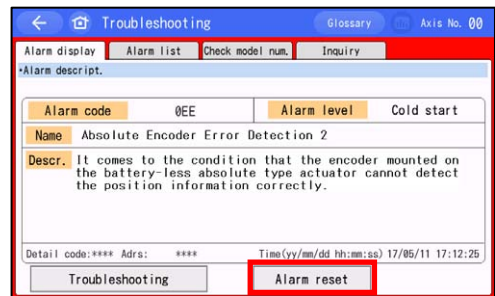 Troubleshooting Glossary Axis No. 00
Alarm display Alarm list Check model num. Inquiry
•Alarm descript.
Alarm code 0EE Alarm level Cold start
Name Absolute Encoder Error Detection 2
Descr. It comes to the condition that the encoder mounted on
the battery-less absolute type actuator cannot detect
the position information correctly.
Detail code:**** Adrs: **** Time(yy/mm/dd hh:mm:ss) 17/05/11 17:12:25
Troubleshooting Alarm reset